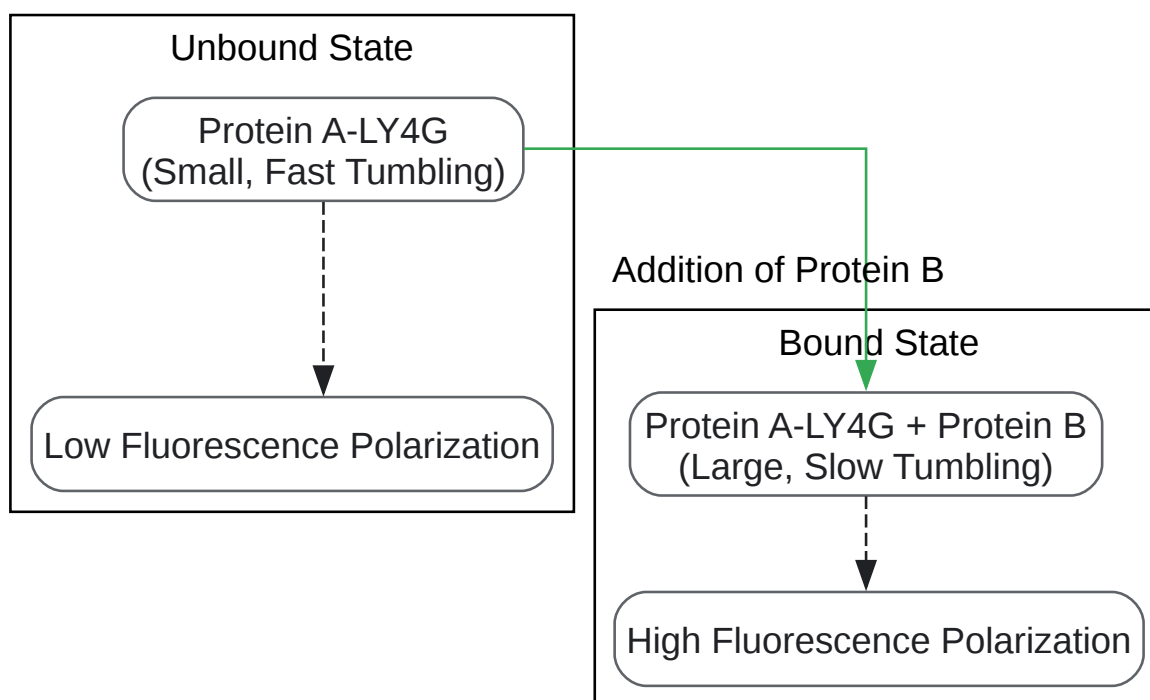 Unbound State
Protein A-LY4G
(Small, Fast Tumbling)
Low Fluorescence Polarization
Addition of Protein B
Bound State
Protein A-LY4G + Protein B
(Large, Slow Tumbling)
High Fluorescence Polarization